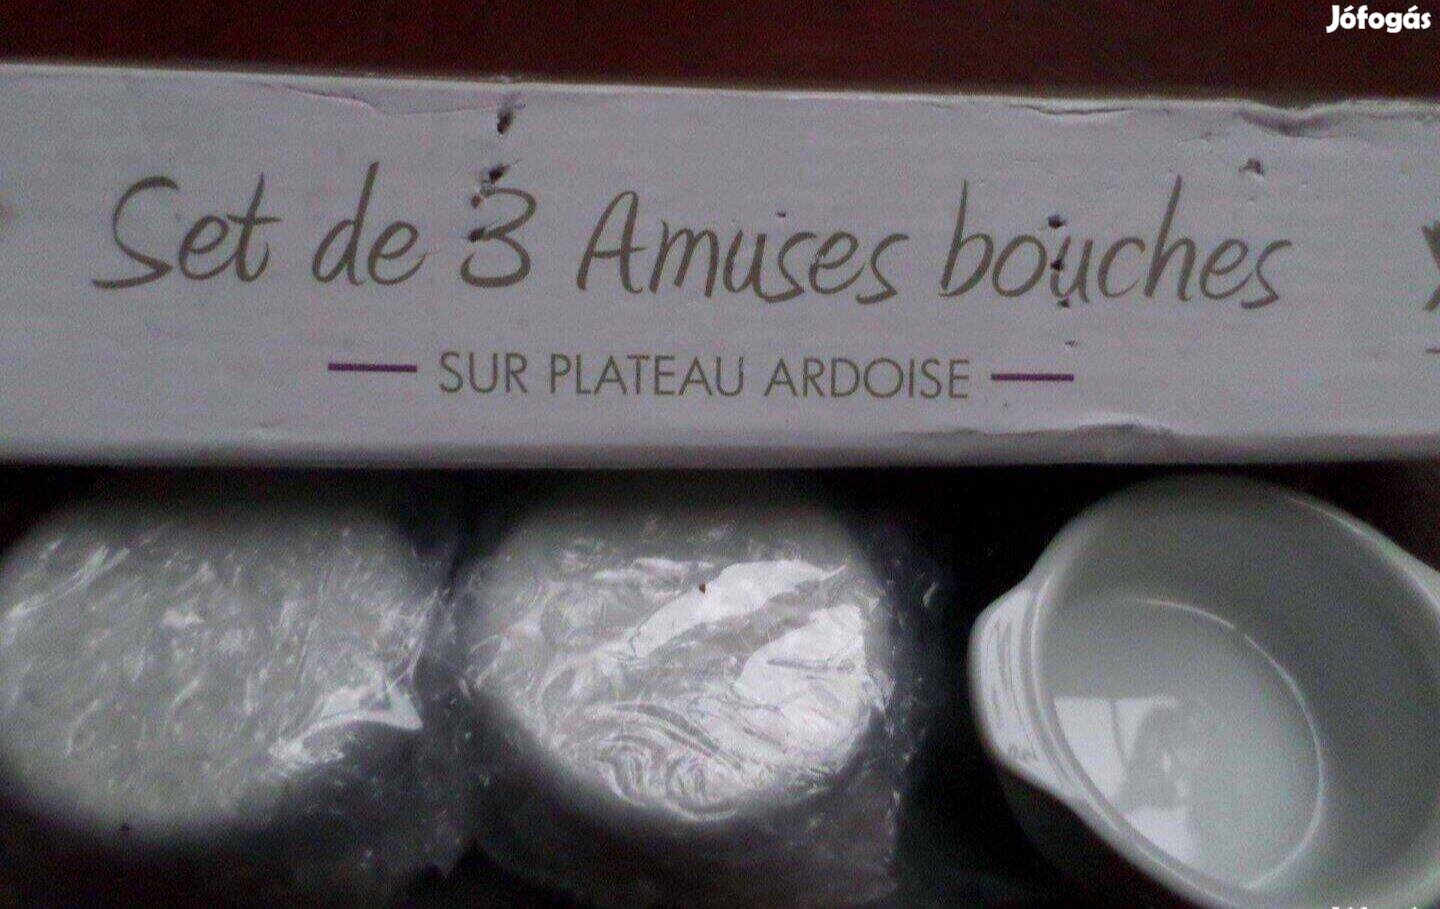 Jófogás
Set de 3 Amuses bouches
SUR PLATEAU ARDOISE